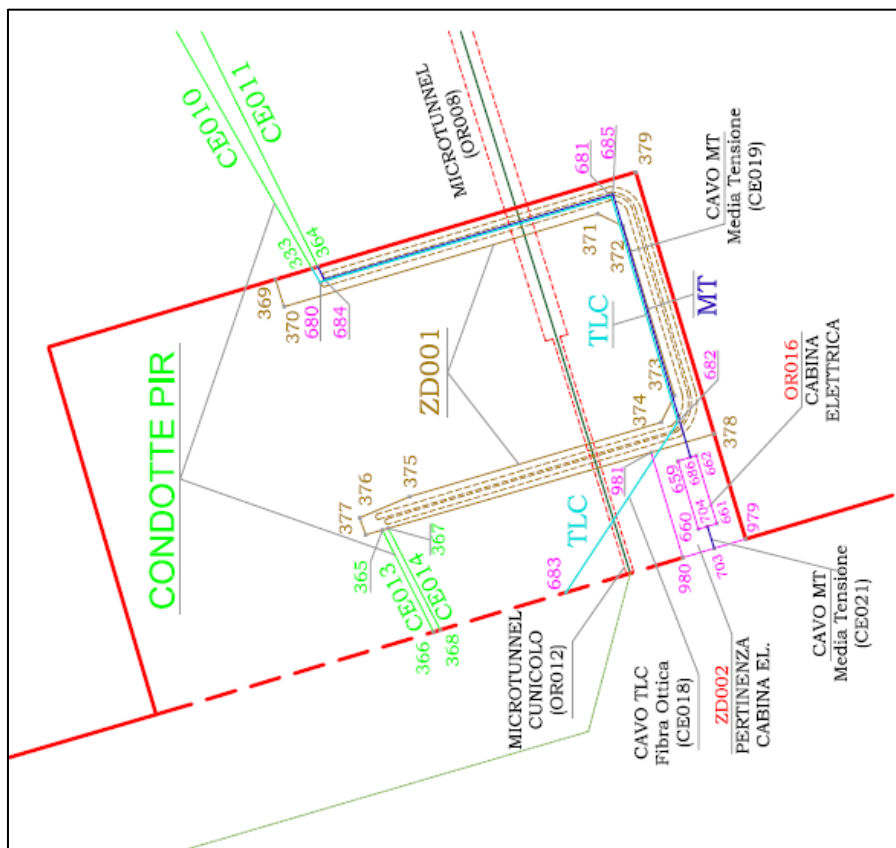 CE010
CE011
MICROTUNNEL
(OR008)
681
685
379
CAVO MT
Media Tensione
(CE019)
333
364
369
370
680
684
371
372
TLC
MT
CONDOTTE PIR
ZD001
373
374
682
OR016
CABINA
ELETTRICA
377
376
375
378
981
659
686
662
660
704
661
365
367
TLC
683
CE013
CE014
980
703
979
366
368
MICROTUNNEL
CUNICOLO
(OR012)
CAVO TLC
Fibra Ottica
(CE018)
ZD002
PERTINENZA
CABINA EL.
CAVO MT
Media Tensione
(CE021)